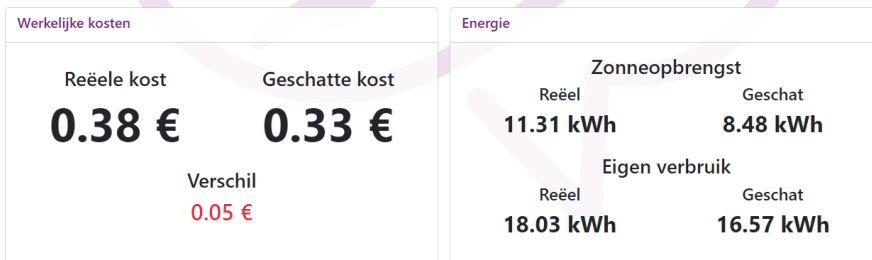 Werkelijke kosten
Reëele kost
Geschatte kost
0.38 €
0.33 €
Verschil
0.05 €
Energie
Zonneopbrengst
Reëel
Geschat
11.31 kWh
8.48 kWh
Eigen verbruik
Reëel
Geschat
18.03 kWh
16.57 kWh